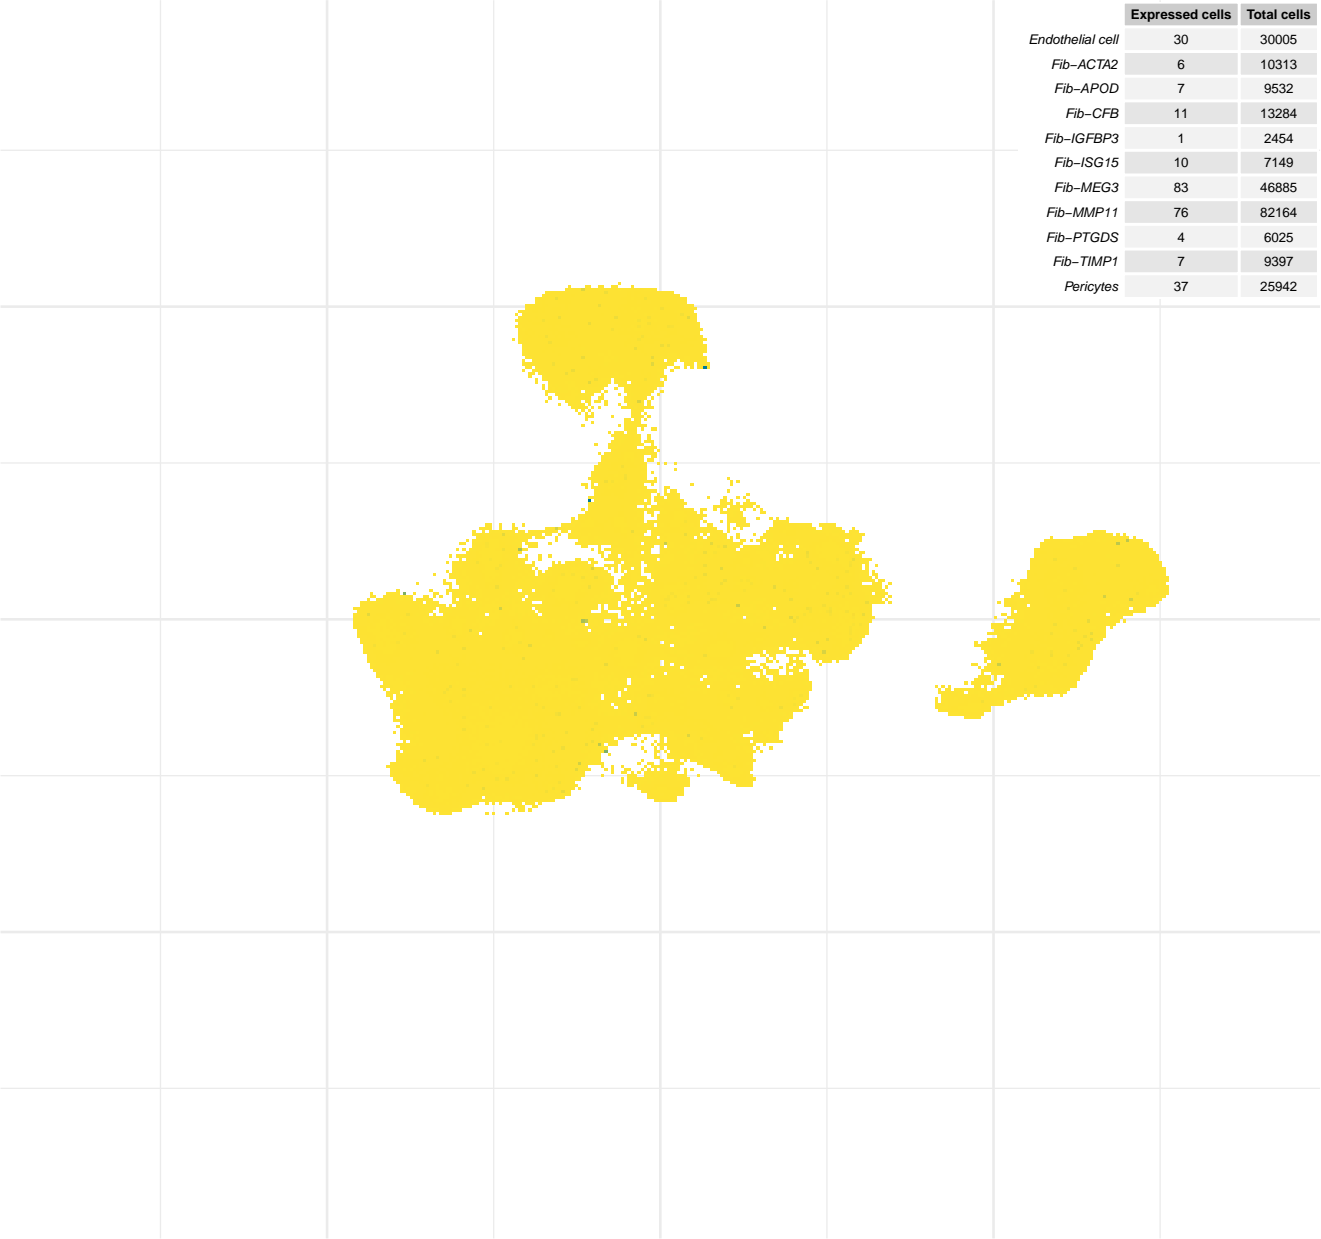 Expressed cells Total cells
Endothelial cell 30 30005
Fib−ACTA2 6 10313
Fib−APOD 7 9532
Fib−CFB 11 13284
Fib−IGFBP3 1 2454
Fib−ISG15 10 7149
Fib−MEG3 83 46885
Fib−MMP11 76 82164
Fib−PTGDS 4 6025
Fib−TIMP1 7 9397
Pericytes 37 25942